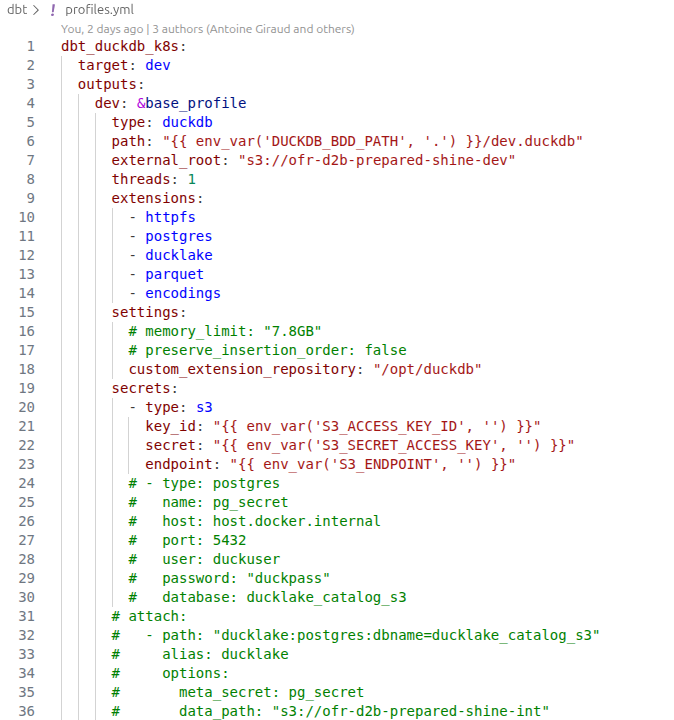 dbt > ! profiles.yml
You, 2 days ago | 3 authors (Antoine Giraud and others)
1 dbt_duckdb_k8s:
2   target: dev
3   outputs:
4     dev: &base_profile
5       type: duckdb
6       path: "{{ env_var('DUCKDB_BDD_PATH', '.') }}/dev.duckdb"
7       external_root: "s3://ofr-d2b-prepared-shine-dev"
8       threads: 1
9       extensions:
10         - httpfs
11         - postgres
12         - ducklake
13         - parquet
14         - encodings
15       settings:
16         # memory_limit: "7.8GB"
17         # preserve_insertion_order: false
18         custom_extension_repository: "/opt/duckdb"
19       secrets:
20         - type: s3
21           key_id: "{{ env_var('S3_ACCESS_KEY_ID', '') }}"
22           secret: "{{ env_var('S3_SECRET_ACCESS_KEY', '') }}"
23           endpoint: "{{ env_var('S3_ENDPOINT', '') }}"
24         # - type: postgres
25         #   name: pg_secret
26         #   host: host.docker.internal
27         #   port: 5432
28         #   user: duckuser
29         #   password: "duckpass"
30         #   database: ducklake_catalog_s3
31       # attach:
32       #   - path: "ducklake:postgres:dbname=ducklake_catalog_s3"
33       #     alias: ducklake
34       #     options:
35       #       meta_secret: pg_secret
36       #       data_path: "s3://ofr-d2b-prepared-shine-int"